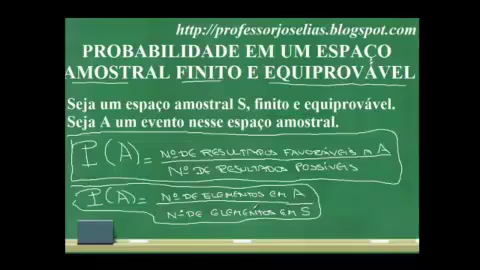 http://professorjoselias.blogspot.com
PROBABILIDADE EM UM ESPAÇO
AMOSTRAL FINITO E EQUIPROVÁVEL
Seja um espaço amostral S, finito e equiprovável.
Seja A um evento nesse espaço amostral.
P(A) = Nº DE RESULTADOS FAVORÁVEIS A A
Nº DE RESULTADOS POSSÍVEIS
P(A) = Nº DE ELEMENTOS EM A
Nº DE ELEMENTOS EM S